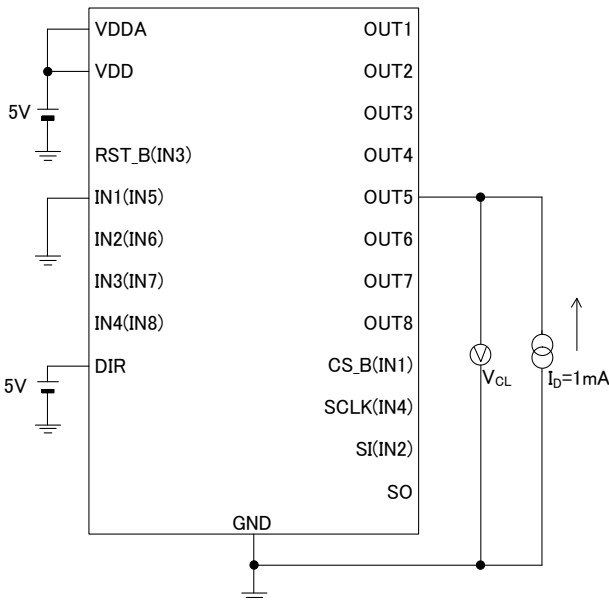 VDDA
VDD
5V
RST_B(IN3)
IN1(IN5)
IN2(IN6)
IN3(IN7)
IN4(IN8)
DIR
5V
OUT1
OUT2
OUT3
OUT4
OUT5
OUT6
OUT7
OUT8
CS_B(IN1)
SCLK(IN4)
SI(IN2)
SO
GND
V
VCL
ID=1mA